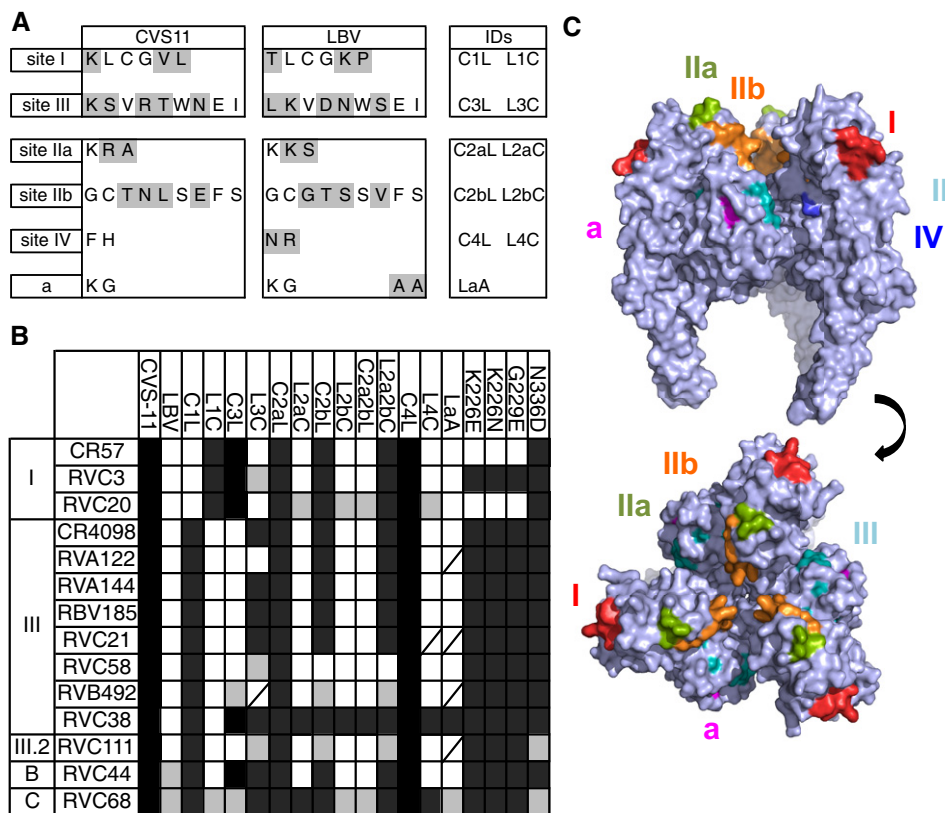 A
CVS11 LBV IDs
site I K L C G V L T L C G K P C1L L1C
site III K S V R T W N E I L K V D N W S E I C3L L3C
site IIa K R A K K S C2aL L2aC
site IIb G C T N L S E F S G C G T S S V F S C2bL L2bC
site IV F H N R C4L L4C
a K G K G A A LaA
B
CVS-11 LBV C1L L1C C3L L3C C2aL L2aC C2bL L2bC C2a2bL L2a2bC C4L L4C LaA K226E K226N G229E N336D
I
CR57
RVC3
RVC20
III
CR4098
RVA122
RVA144
RBV185
RVC21
RVC58
RVB492
RVC38
III.2 RVC111
B RVC44
C RVC68
C
IIa
IIb
I
II
a
IV
IIb
IIa
III
I
a